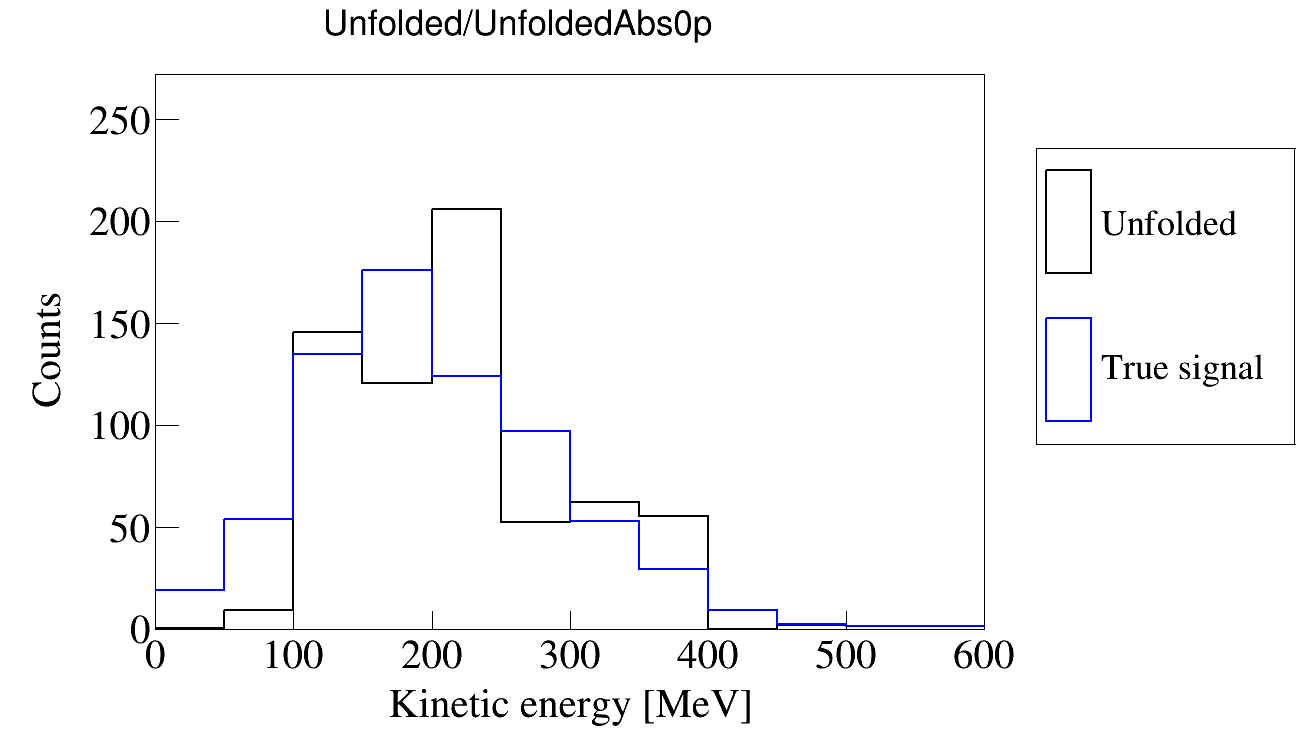 Unfolded/UnfoldedAbs0p
250
200
150
100
50
0
Counts
0 100 200 300 400 500 600
Kinetic energy [MeV]
Unfolded
True signal